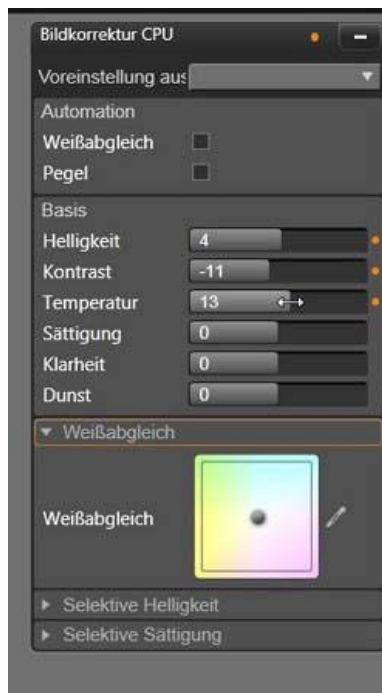 Bildkorrektur CPU
Voreinstellung aus
Automation
Weißabgleich
Pegel
Basis
Helligkeit 4
Kontrast -11
Temperatur 13
Sättigung 0
Klarheit 0
Dunst 0
Weißabgleich
Weißabgleich
Selektive Helligkeit
Selektive Sättigung